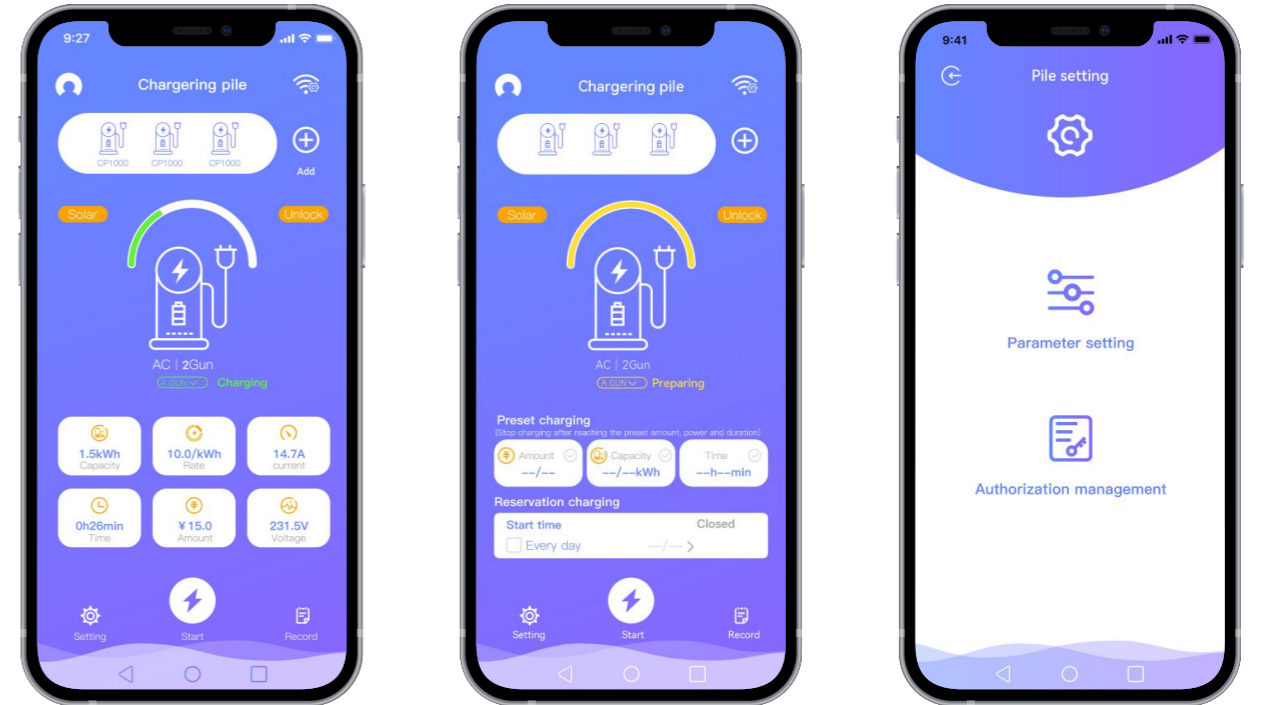 9:27
Chargering pile
CP1000 CP1000 CP1000
Add
Solar
Unlock
AC | 2Gun
A GUN Charging
1.5kWh
Capacity
10.0/kWh
Rate
14.7A
current
0h26min
Time
¥15.0
Amount
231.5V
Voltage
Setting
Start
Record
Chargering pile
Solar
Unlock
AC | 2Gun
A GUN Preparing
Preset charging
(Stop charging after reaching the preset amount, power and duration)
¥ Amount
--/--
Capacity
--/--kWh
Time
--h--min
Reservation charging
Start time Closed
Every day --/-- >
Setting
Start
Record
9:41
Pile setting
Parameter setting
Authorization management